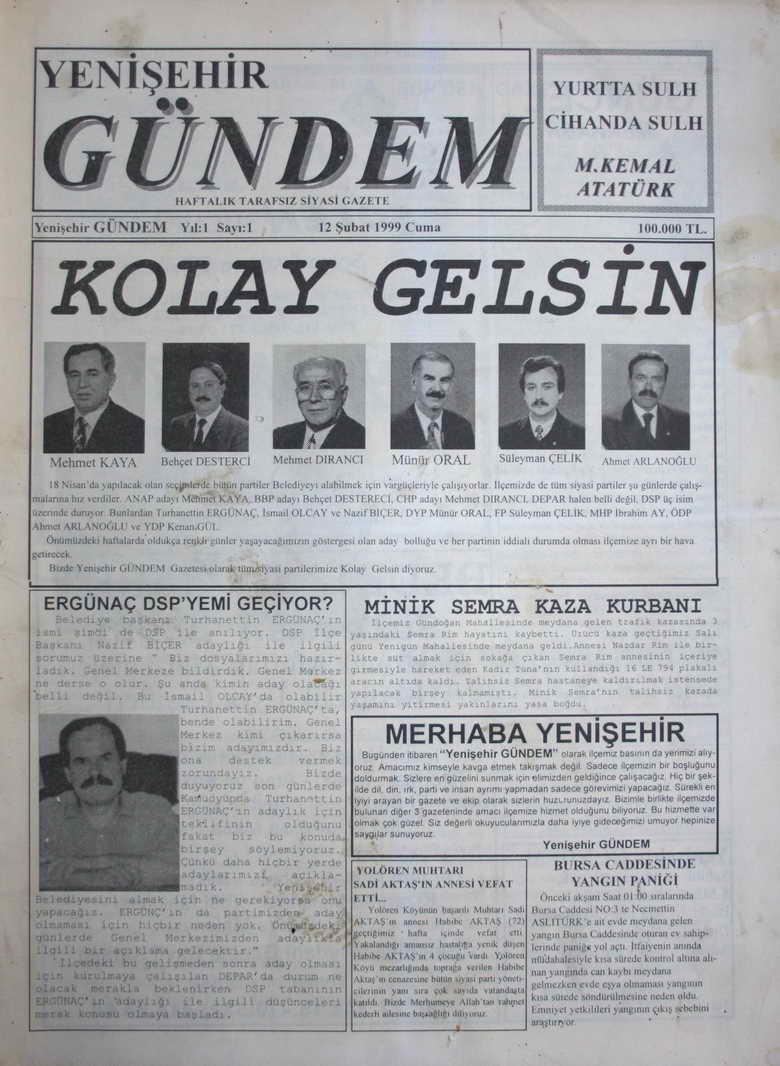 YENİŞEHİR
GÜNDEM
HAFTALIK TARAFSIZ SİYASİ GAZETE
YURTTA SULH
CİHANDA SULH
M.KEMAL
ATATÜRK
Yenişehir GÜNDEM Yıl:1 Sayı:1 12 Şubat 1999 Cuma 100.000 TL.
KOLAY GELSİN
Mehmet KAYA Behçet DESTERCİ Mehmet DIRANCI Münür ORAL Süleyman ÇELİK Ahmet ARLANOĞLU
18 Nisan'da yapılacak olan seçimlerde bütün partiler Belediyeyi alabilmek için vargüçleriyle çalışıyorlar. İlçemizde de tüm siyasi partiler şu günlerde çalış-
malarına hız verdiler. ANAP adayı Mehmet KAYA, BBP adayı Behçet DESTERECİ, CHP adayı Mehmet DIRANCI, DEPAR halen belli değil, DSP üç isim
üzerinde duruyor. Bunlardan Turhanettin ERGÜNAÇ, İsmail OLCAY ve Nazif BİÇER, DYP Münür ORAL, FP Süleyman ÇELİK, MHP İbrahim AY, ÖDP
Ahmet ARLANOĞLU ve YDP Kenan GÜL.
Önümüzdeki haftalarda oldukça renkli günler yaşayacağımızın göstergesi olan aday bolluğu ve her partinin iddialı durumda olması ilçemize ayrı bir hava
getirecek.
Bizde Yenişehir GÜNDEM Gazetesi olarak tüm siyasi partilerimize Kolay Gelsin diyoruz.
ERGÜNAÇ DSP'YEMİ GEÇİYOR?
Belediye başkanı Turhanettin ERGÜNAÇ'ın
ismi şimdi de DSP ile anılıyor. DSP İlçe
Başkanı Nazif BİÇER adaylığı ile ilgili
sorumuz üzerine " Biz dosyalarımızı hazır-
ladık. Genel Merkeze bildirdik. Genel Merkez
ne derse o olur. Şu anda kimin aday olacağı
belli değil. Bu İsmail OLCAY'da olabilir
Turhanettin ERGÜNAÇ'ta,
bende olabilirim. Genel
Merkez kimi çıkarırsa
bizim adayımızdır. Biz
ona destek vermek
zorundayız. Bizde
duyuyoruz son günlerde
Kamuoyunda Turhanettin
ERGÜNAÇ'ın adaylık için
teklifinin olduğunu
fakat biz bu konuda
birşey söylemiyoruz.
Çünkü daha hiçbir yerde
adaylarımızı açıkla-
madık. Yenişehir
Belediyesini almak için ne gerekiyorsa onu
yapacağız. ERGÜNÇ'ın da partimizden aday
olmaması için hiçbir neden yok. Önümüzdeki
günlerde Genel Merkezimizden adaylıkla
ilgili bir açıklama gelecektir."
İlçedeki bu gelişmeden sonra aday olması
için kurulmaya çalışılan DEPAR'da durum ne
olacak merakla beklenirken DSP tabanının
ERGÜNAÇ'ın adaylığı ile ilgili düşünceleri
merak konusu olmaya başladı.
MİNİK SEMRA KAZA KURBANI
İlçemiz Gündoğan Mahallesinde meydana gelen trafik kazasında 3
yaşındaki Semra Rim hayatını kaybetti. Üzücü kaza geçtiğimiz Salı
günü Yenigün Mahallesinde meydana geldi.Annesi Nazdar Rim ile bir-
likte süt almak için sokağa çıkan Semra Rim annesinin içeriye
girmesiyle hareket eden Kadir Tuna'nın kullandığı 16 LE 794 plakalı
aracın altıda kaldı. Talihsiz Semra hastaneye kaldırılmak istensede
yapılacak birşey kalmamıştı. Minik Semra'nın talihsiz kazada
yaşamını yitirmesi yakınlarını yasa boğdu.
MERHABA YENİŞEHİR
Bugünden itibaren "Yenişehir GÜNDEM" olarak ilçemiz basının da yerimizi alıy-
oruz. Amacımız kimseyle kavga etmek takışmak değil. Sadece ilçemizin bir boşluğunu
doldurmak. Sizlere en güzelini sunmak için elimizden geldiğince çalışacağız. Hiç bir şek-
ilde dil, din, ırk, parti ve insan ayrımı yapmadan sadece görevimizi yapacağız. Sürekli en
iyiyi arayan bir gazete ve ekip olarak sizlerin huzurunuzdayız. Bizimle birlikte ilçemizde
bulunan diğer 3 gazeteninde amacı ilçemize hizmet olduğunu biliyoruz. Bu hizmette var
olmak çok güzel. Siz değerli okuyucularımızla daha iyiye gideceğimizi umuyor hepinize
saygılar sunuyoruz.
Yenişehir GÜNDEM
YOLÖREN MUHTARI
SADİ AKTAŞ'IN ANNESİ VEFAT
ETTİ...
Yolören Köyünün başarılı Muhtarı Sadi
AKTAŞ'ın annesi Habibe AKTAŞ (72)
geçtiğimiz hafta içinde vefat etti.
Yakalandığı amansız hastalığa yenik düşen
Habibe AKTAŞ'ın 4 çocuğu vardı. Yolören
Köyü mezarlığında toprağa verilen Habibe
Aktaş'ın cenazesine bütün siyasi parti yöneti-
cilerinin yanı sıra çok sayıda vatandaşta
katıldı. Bizde Merhumeye Allah'tan rahmet
kederli ailesine başsağlığı diliyoruz.
BURSA CADDESİNDE
YANGIN PANİĞİ
Önceki akşam Saat 01:00 sıralarında
Bursa Caddesi NO:3 te Necmettin
ASLITÜRK'e ait evde meydana gelen
yangın Bursa Caddesinde oturan ev sahip-
lerinde panige yol açtı. İtfaiyenin anında
müdahalesiyle kısa sürede kontrol altına alı-
nan yangında can kaybı meydana
gelmezken evde eşya olmaması yangının
kısa sürede söndürülmesine neden oldu.
Emniyet yetkilileri yangının çıkış sebebini
araştırıyor.